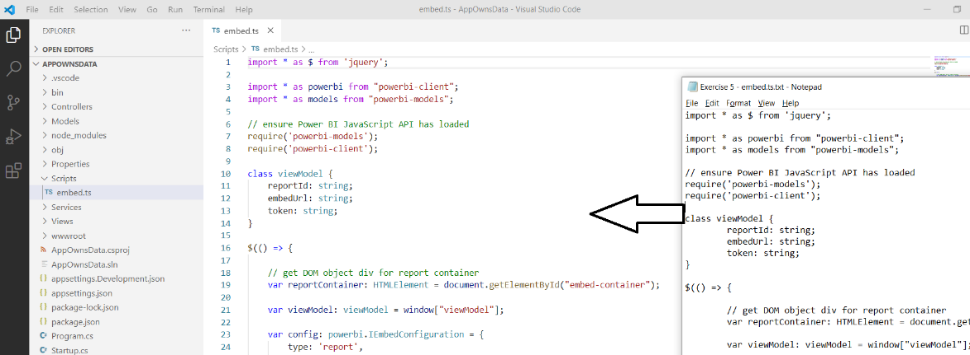 File Edit Selection View Go Run Terminal Help
embed.ts - AppOwnsData - Visual Studio Code
EXPLORER
OPEN EDITORS
APPOWNSDATA
.vscode
bin
Controllers
Models
node_modules
obj
Properties
Scripts
TS embed.ts
Services
Views
wwwroot
AppOwnsData.csproj
AppOwnsData.sln
appsettings.Development.json
appsettings.json
package-lock.json
package.json
Program.cs
Startup.cs
TS embed.ts
Scripts > TS embed.ts > ...
1 import * as $ from 'jquery';
2
3 import * as powerbi from "powerbi-client";
4 import * as models from "powerbi-models";
5
6 // ensure Power BI JavaScript API has loaded
7 require('powerbi-models');
8 require('powerbi-client');
9
10 class viewModel {
11 reportId: string;
12 embedUrl: string;
13 token: string;
14 }
15
16 $(() => {
17
18 // get DOM object div for report container
19 var reportContainer: HTMLElement = document.getElementById("embed-container");
20
21 var viewModel: viewModel = window["viewModel"];
22
23 var config: powerbi.IEmbedConfiguration = {
24 type: 'report',
Exercise 5 - embed.ts.txt - Notepad
File Edit Format View Help
import * as $ from 'jquery';
import * as powerbi from "powerbi-client";
import * as models from "powerbi-models";
// ensure Power BI JavaScript API has loaded
require('powerbi-models');
require('powerbi-client');
class viewModel {
reportId: string;
embedUrl: string;
token: string;
}
$(() => {
// get DOM object div for report container
var reportContainer: HTMLElement = document.get
var viewModel: viewModel = window["viewModel"];